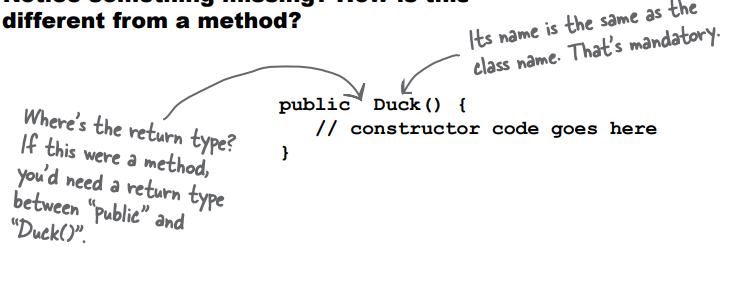 different from a method?
Its name is the same as the
class name. That's mandatory.
public Duck() {
// constructor code goes here
}
Where's the return type?
If this were a method,
you'd need a return type
between "public" and
"Duck()".